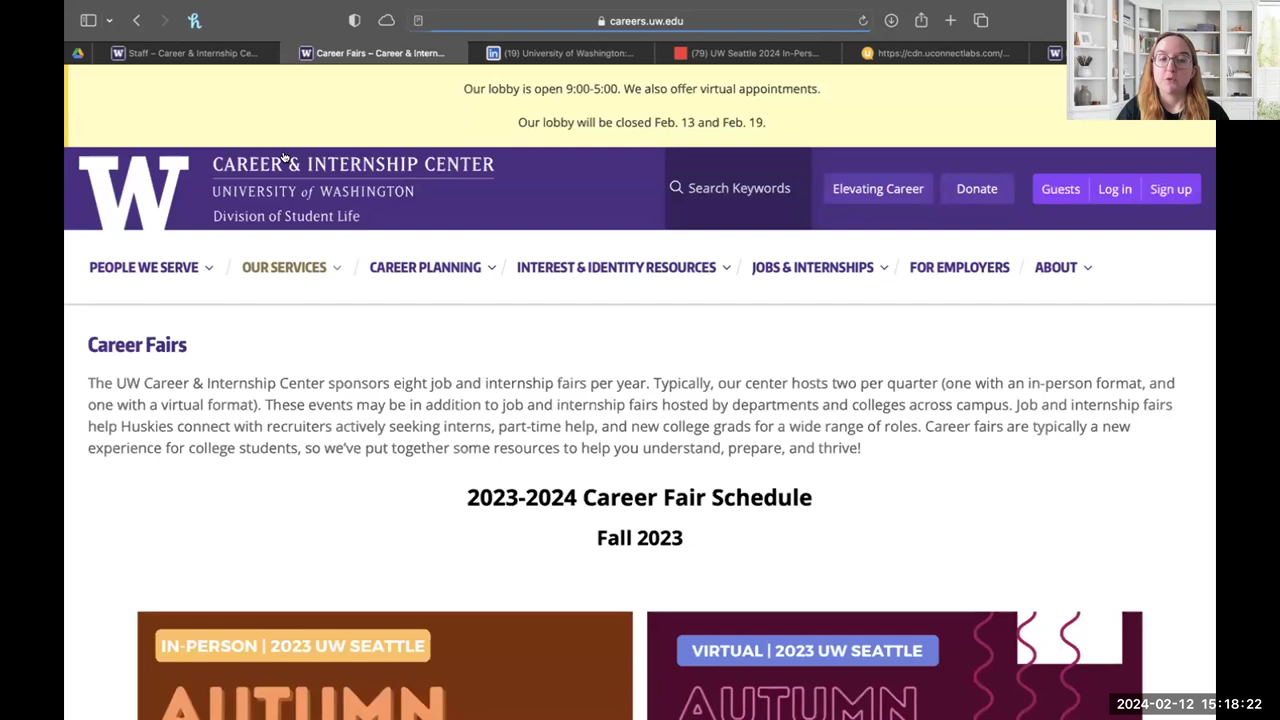 careers.uw.edu
Staff – Career & Internship Ce...
Career Fairs – Career & Intern...
(19) University of Washington:...
(79) UW Seattle 2024 In-Pers...
https://cdn.uconnectlabs.com/...
Our lobby is open 9:00-5:00. We also offer virtual appointments.
Our lobby will be closed Feb. 13 and Feb. 19.
W
CAREER & INTERNSHIP CENTER
UNIVERSITY of WASHINGTON
Division of Student Life
Search Keywords
Elevating Career
Donate
Guests
Log in
Sign up
PEOPLE WE SERVE
OUR SERVICES
CAREER PLANNING
INTEREST & IDENTITY RESOURCES
JOBS & INTERNSHIPS
FOR EMPLOYERS
ABOUT
Career Fairs
The UW Career & Internship Center sponsors eight job and internship fairs per year. Typically, our center hosts two per quarter (one with an in-person format, and
one with a virtual format). These events may be in addition to job and internship fairs hosted by departments and colleges across campus. Job and internship fairs
help Huskies connect with recruiters actively seeking interns, part-time help, and new college grads for a wide range of roles. Career fairs are typically a new
experience for college students, so we've put together some resources to help you understand, prepare, and thrive!
2023-2024 Career Fair Schedule
Fall 2023
IN-PERSON | 2023 UW SEATTLE
AUTUMN
VIRTUAL | 2023 UW SEATTLE
AUTUMN
2024-02-12 15:18:22